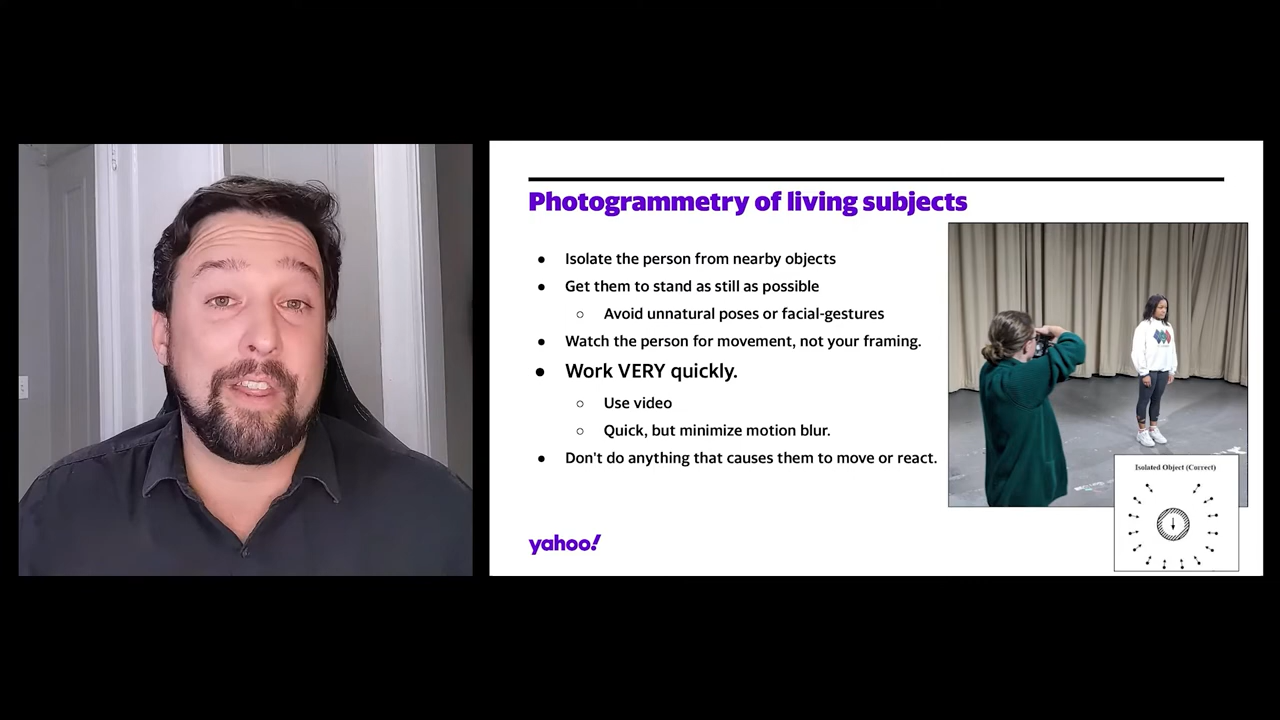 Photogrammetry of living subjects
● Isolate the person from nearby objects
● Get them to stand as still as possible
○ Avoid unnatural poses or facial-gestures
● Watch the person for movement, not your framing.
● Work VERY quickly.
○ Use video
○ Quick, but minimize motion blur.
● Don't do anything that causes them to move or react.
Isolated Object (Correct)
yahoo!